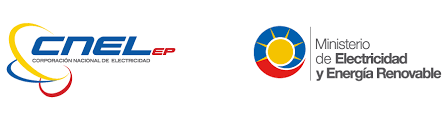 CNEL EP
CORPORACIÓN NACIONAL DE ELECTRICIDAD
Ministerio
de Electricidad
y Energía Renovable